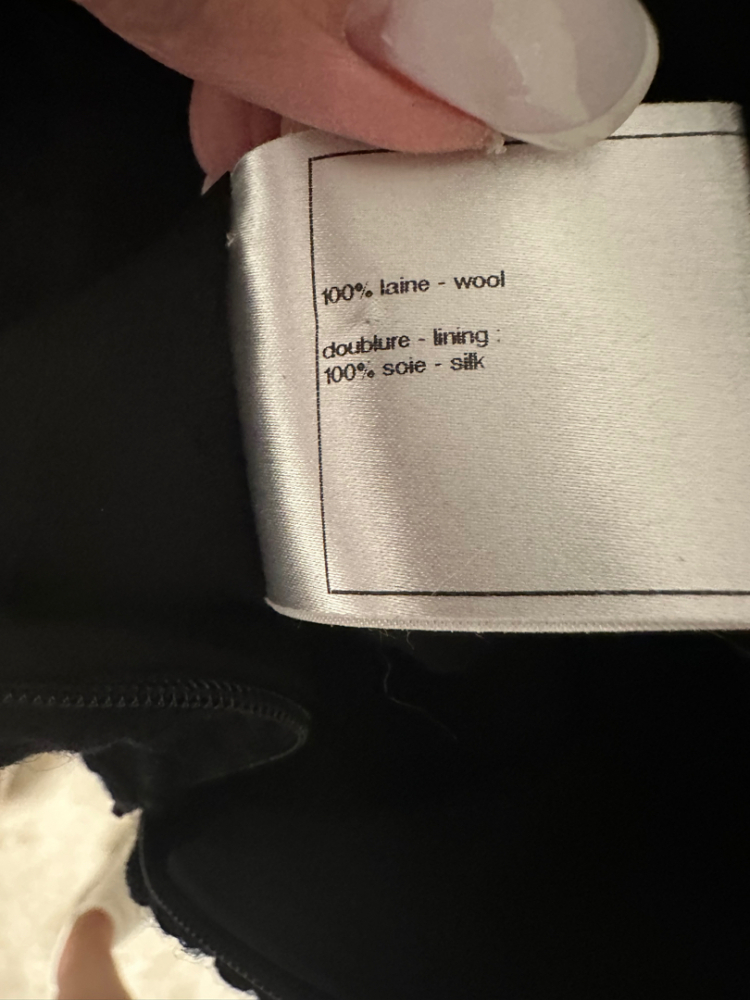 100% laine - wool
doublure - lining :
100% soie - silk